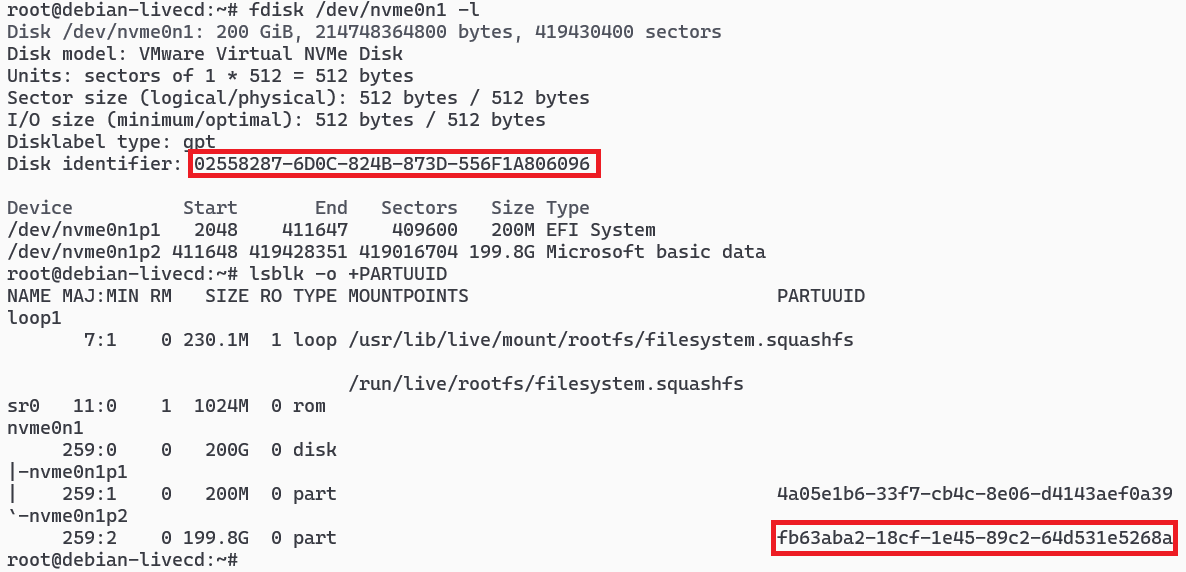 root@debian-livecd:~# fdisk /dev/nvme0n1 -l
Disk /dev/nvme0n1: 200 GiB, 214748364800 bytes, 419430400 sectors
Disk model: VMware Virtual NVMe Disk
Units: sectors of 1 * 512 = 512 bytes
Sector size (logical/physical): 512 bytes / 512 bytes
I/O size (minimum/optimal): 512 bytes / 512 bytes
Disklabel type: gpt
Disk identifier: 02558287-6D0C-824B-873D-556F1A806096
Device          Start       End   Sectors   Size Type
/dev/nvme0n1p1   2048    411647    409600   200M EFI System
/dev/nvme0n1p2 411648 419428351 419016704 199.8G Microsoft basic data
root@debian-livecd:~# lsblk -o +PARTUUID
NAME MAJ:MIN RM   SIZE RO TYPE MOUNTPOINTS                            PARTUUID
loop1
       7:1    0 230.1M  1 loop /usr/lib/live/mount/rootfs/filesystem.squashfs
                               /run/live/rootfs/filesystem.squashfs
sr0   11:0    1  1024M  0 rom
nvme0n1
     259:0    0   200G  0 disk
|-nvme0n1p1
|    259:1    0   200M  0 part                                        4a05e1b6-33f7-cb4c-8e06-d4143aef0a39
`-nvme0n1p2
     259:2    0 199.8G  0 part                                        fb63aba2-18cf-1e45-89c2-64d531e5268a
root@debian-livecd:~#